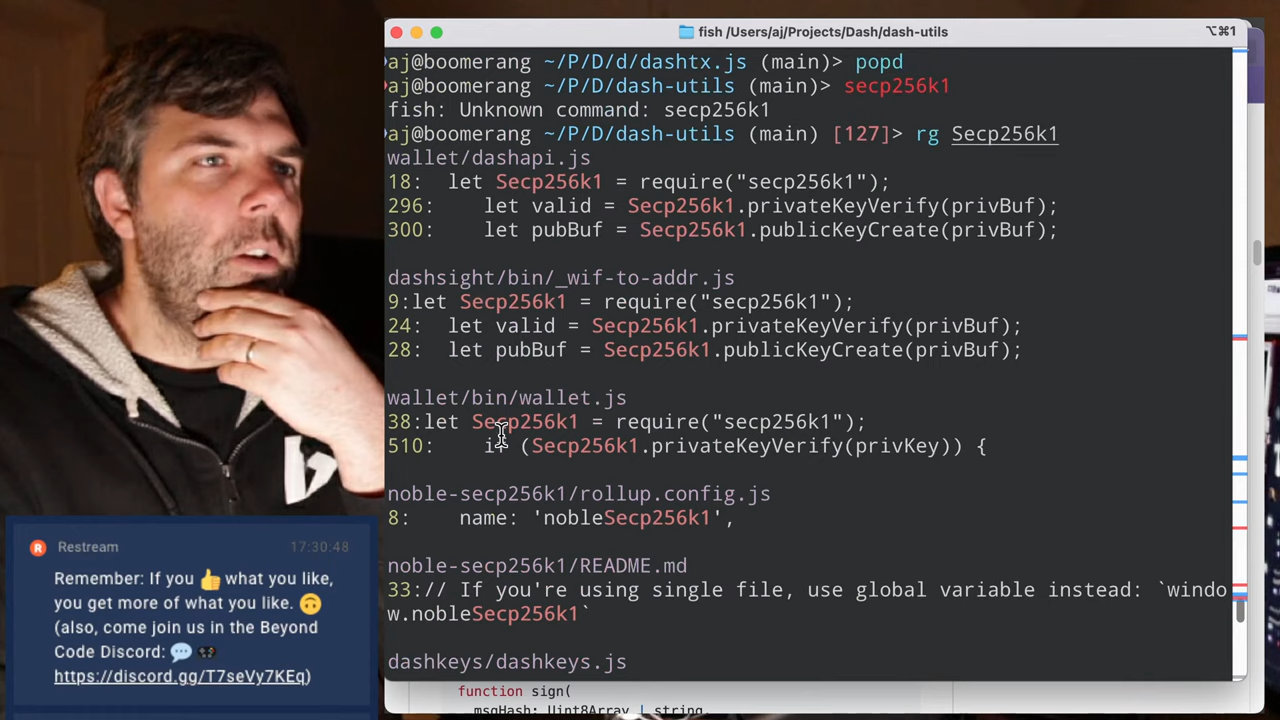 fish /Users/aj/Projects/Dash/dash-utils
⌥⌘1
aj@boomerang ~/P/D/d/dashtx.js (main)> popd
aj@boomerang ~/P/D/dash-utils (main)> secp256k1
fish: Unknown command: secp256k1
aj@boomerang ~/P/D/dash-utils (main) [127]> rg Secp256k1
wallet/dashapi.js
18:  let Secp256k1 = require("secp256k1");
296:    let valid = Secp256k1.privateKeyVerify(privBuf);
300:    let pubBuf = Secp256k1.publicKeyCreate(privBuf);
dashsight/bin/_wif-to-addr.js
9:let Secp256k1 = require("secp256k1");
24:  let valid = Secp256k1.privateKeyVerify(privBuf);
28:  let pubBuf = Secp256k1.publicKeyCreate(privBuf);
wallet/bin/wallet.js
38:let Secp256k1 = require("secp256k1");
510:    if (Secp256k1.privateKeyVerify(privKey)) {
noble-secp256k1/rollup.config.js
8:    name: 'nobleSecp256k1',
noble-secp256k1/README.md
33:// If you're using single file, use global variable instead: `windo
w.nobleSecp256k1`
dashkeys/dashkeys.js
function sign(
msgHash: Uint8Array | string,
R
Restream 17:30:48
Remember: If you 👍 what you like,
you get more of what you like. 🙃
(also, come join us in the Beyond
Code Discord: 💬
https://discord.gg/T7seVy7KEq)